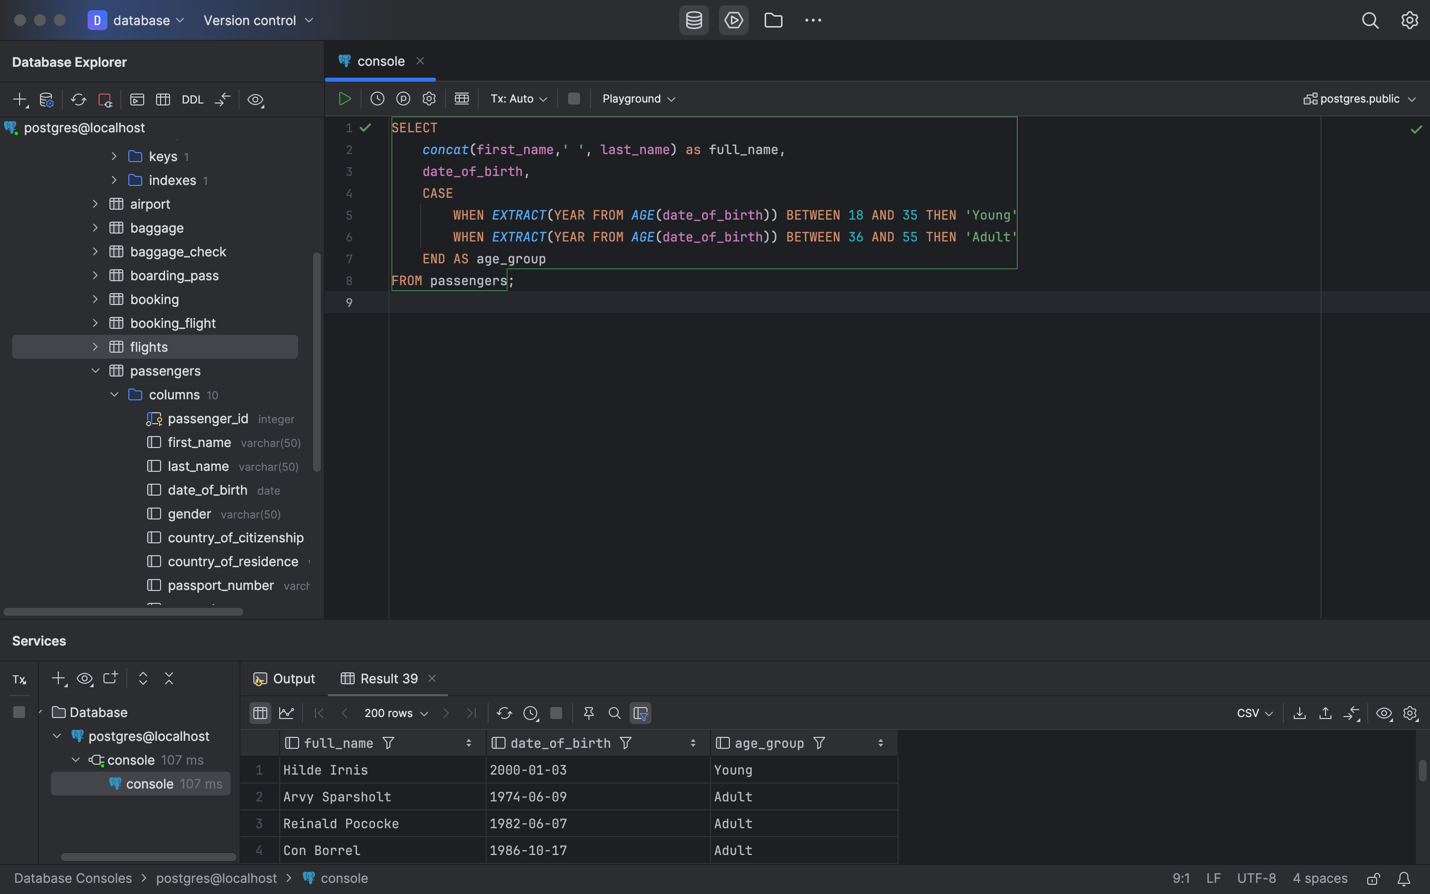 D database Version control
Database Explorer
console
DDL
Tx: Auto Playground postgres.public
postgres@localhost
keys 1
indexes 1
airport
baggage
baggage_check
boarding_pass
booking
booking_flight
flights
passengers
columns 10
passenger_id integer
first_name varchar(50)
last_name varchar(50)
date_of_birth date
gender varchar(50)
country_of_citizenship
country_of_residence
passport_number varch
1 SELECT
2 concat(first_name,' ', last_name) as full_name,
3 date_of_birth,
4 CASE
5 WHEN EXTRACT(YEAR FROM AGE(date_of_birth)) BETWEEN 18 AND 35 THEN 'Young'
6 WHEN EXTRACT(YEAR FROM AGE(date_of_birth)) BETWEEN 36 AND 55 THEN 'Adult'
7 END AS age_group
8 FROM passengers;
9
Services
Tx
Database
postgres@localhost
console 107 ms
console 107 ms
Output Result 39
200 rows CSV
full_name date_of_birth age_group
1 Hilde Irnis 2000-01-03 Young
2 Arvy Sparsholt 1974-06-09 Adult
3 Reinald Pococke 1982-06-07 Adult
4 Con Borrel 1986-10-17 Adult
Database Consoles > postgres@localhost > console 9:1 LF UTF-8 4 spaces